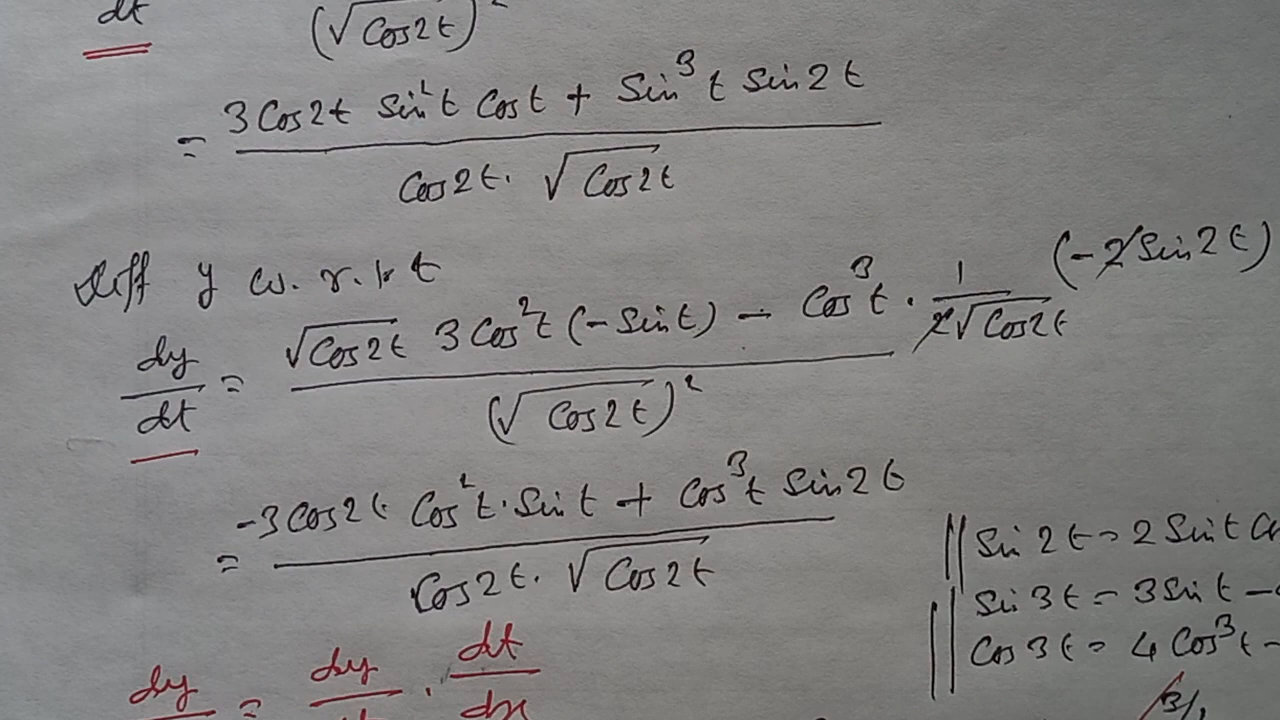 dt (√Cos2t)²
= 3Cos2t Sin²t Cost + Sin³t Sin2t / Cos2t. √Cos2t
Diff y w.r.to t
dy/dt = √Cos2t 3Cos²t (-Sint) - Cos³t · 1/2√Cos2t (-2Sin2t) / (√Cos2t)²
= -3Cos2t Cos²t·Sint + Cos³t Sin2t / Cos2t. √Cos2t
Sin2t = 2Sint
Sin3t = 3Sint -
Cos3t = 4Cos³t -
dy = dy · dt/dx